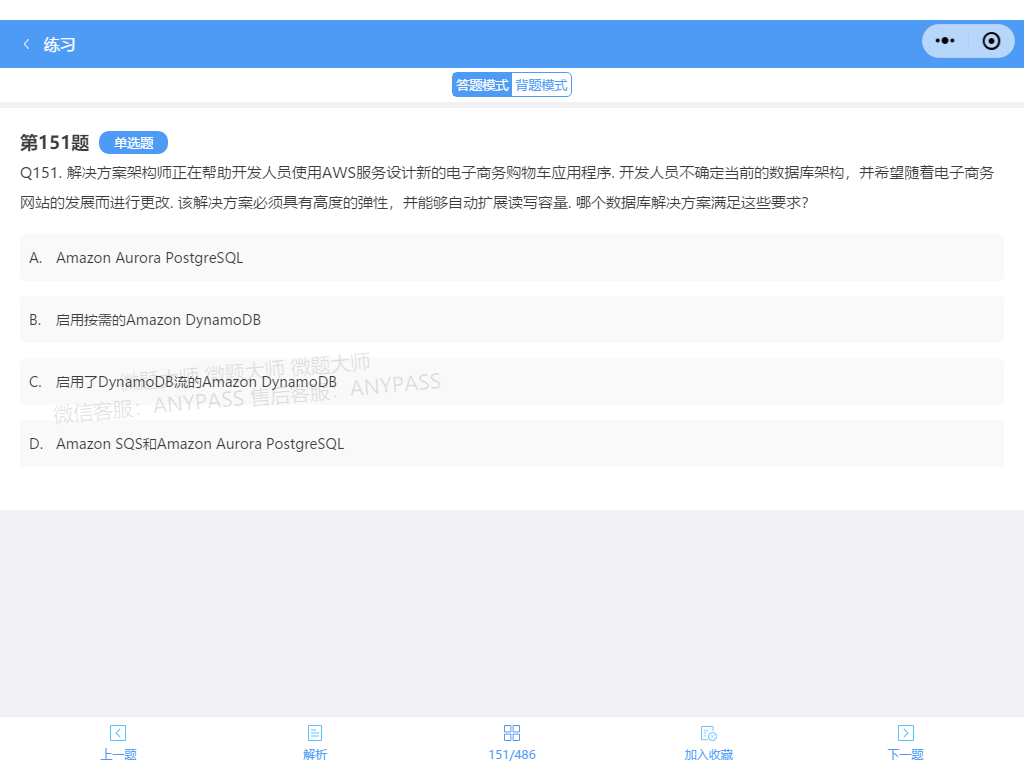 练习
答题模式 背题模式
第151题 单选题
Q151. 解决方案架构师正在帮助开发人员使用AWS服务设计新的电子商务购物车应用程序. 开发人员不确定当前的数据库架构，并希望随着电子商务
网站的发展而进行更改. 该解决方案必须具有高度的弹性，并能够自动扩展读写容量. 哪个数据库解决方案满足这些要求?
A. Amazon Aurora PostgreSQL
B. 启用按需的Amazon DynamoDB
微题大师 微题大师 微题大师
C. 启用了DynamoDB流的Amazon DynamoDB
微信客服：ANYPASS 售后客服：ANYPASS
D. Amazon SQS和Amazon Aurora PostgreSQL
上一题 解析 151/486 加入收藏 下一题